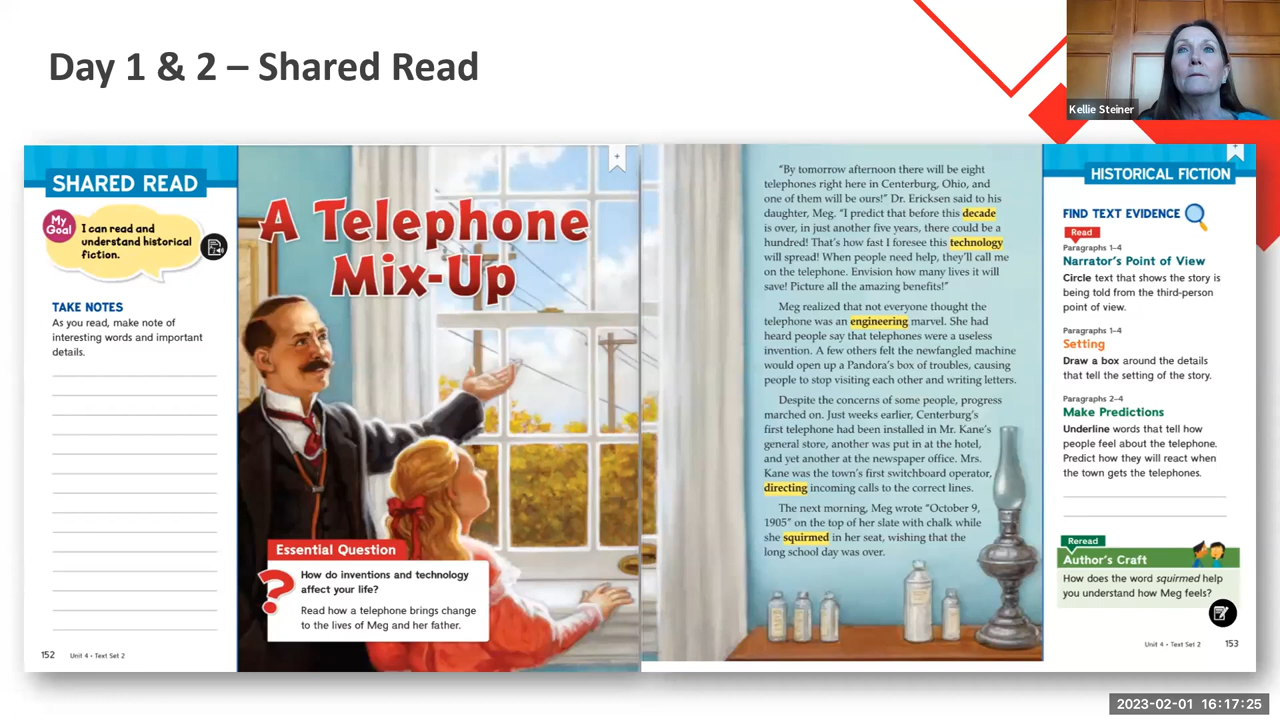 Day 1 & 2 – Shared Read
Kellie Steiner
SHARED READ
My
Goal
I can read and
understand historical
fiction.
TAKE NOTES
As you read, make note of
interesting words and important
details.
152
Unit 4 • Text Set 2
A Telephone
Mix-Up
Essential Question
?
How do inventions and technology
affect your life?
Read how a telephone brings change
to the lives of Meg and her father.
“By tomorrow afternoon there will be eight
telephones right here in Centerburg, Ohio, and
one of them will be ours!” Dr. Ericksen said to his
daughter, Meg. “I predict that before this decade
is over, in just another five years, there could be a
hundred! That’s how fast I foresee this technology
will spread! When people need help, they’ll call me
on the telephone. Envision how many lives it will
save! Picture all the amazing benefits!”
Meg realized that not everyone thought the
telephone was an engineering marvel. She had
heard people say that telephones were a useless
invention. A few others felt the newfangled machine
would open up a Pandora’s box of troubles, causing
people to stop visiting each other and writing letters.
Despite the concerns of some people, progress
marched on. Just weeks earlier, Centerburg’s
first telephone had been installed in Mr. Kane’s
general store, another was put in at the hotel,
and yet another at the newspaper office. Mrs.
Kane was the town’s first switchboard operator,
directing incoming calls to the correct lines.
The next morning, Meg wrote “October 9,
1905” on the top of her slate with chalk while
she squirmed in her seat, wishing that the
long school day was over.
HISTORICAL FICTION
FIND TEXT EVIDENCE
Read
Paragraphs 1–4
Narrator’s Point of View
Circle text that shows the story is
being told from the third-person
point of view.
Paragraphs 1–4
Setting
Draw a box around the details
that tell the setting of the story.
Paragraphs 2–4
Make Predictions
Underline words that tell how
people feel about the telephone.
Predict how they will react when
the town gets the telephones.
Reread
Author’s Craft
How does the word squirmed help
you understand how Meg feels?
Unit 4 • Text Set 2
153
2023-02-01 16:17:25